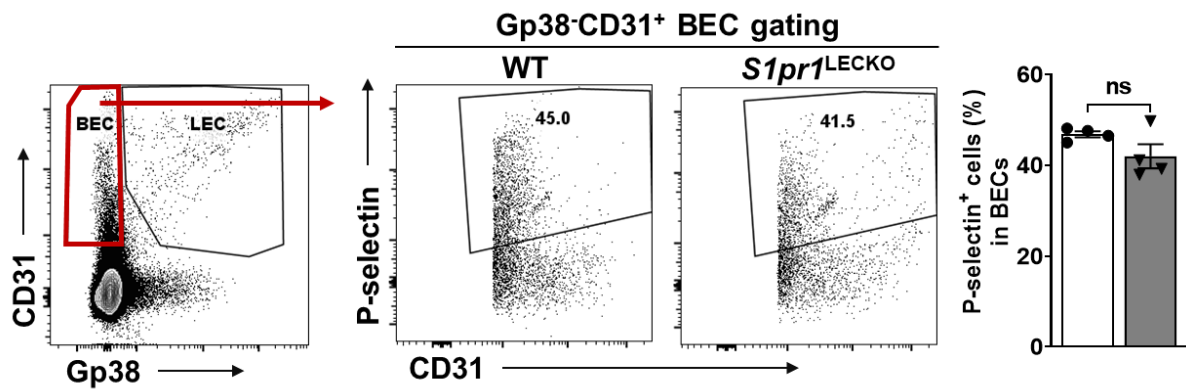 Gp38⁻CD31⁺ BEC gating
WT
S1pr1ᴸᴱᶜᴷᴼ
BEC
LEC
CD31
Gp38
45.0
41.5
P-selectin
CD31
P-selectin⁺ cells (%)
in BECs
60
40
20
0
ns